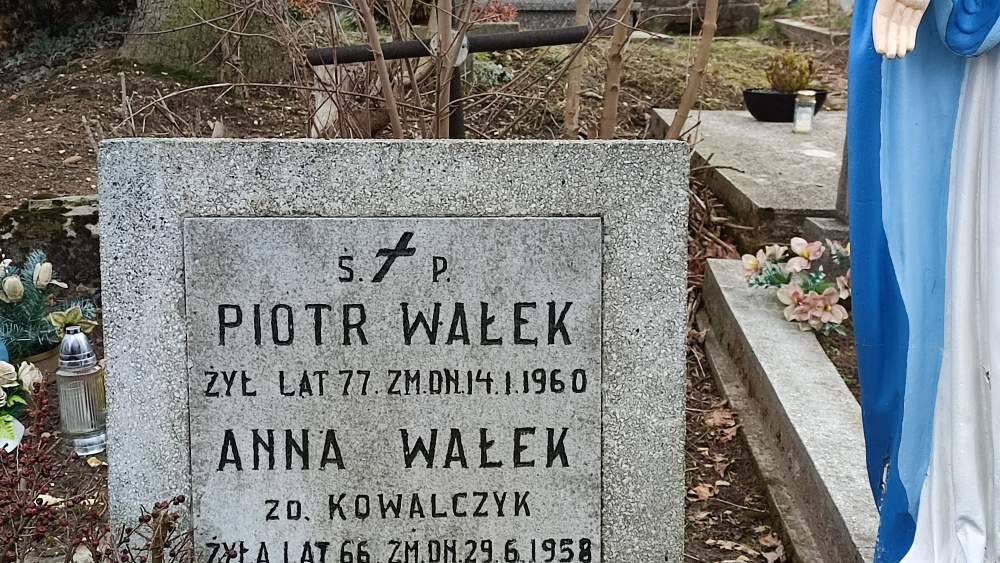 Ś. P.
PIOTR WAŁEK
ŻYŁ LAT 77. ZM.DN.14.I.1960
ANNA WAŁEK
ZD. KOWALCZYK
ŻYŁA LAT 66. ZM.DN.29.6.1958